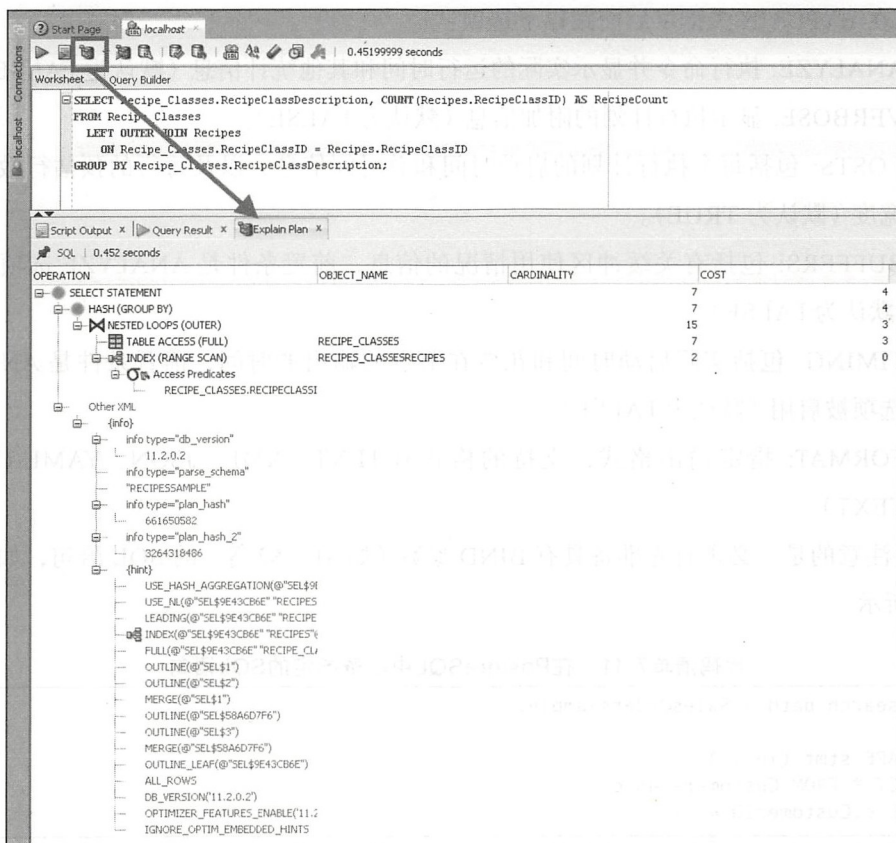 Start Page
localhost
0.45199999 seconds
Connections
localhost
Worksheet Query Builder
SELECT Recipe_Classes.RecipeClassDescription, COUNT(Recipes.RecipeClassID) AS RecipeCount
FROM Recipe_Classes
LEFT OUTER JOIN Recipes
ON Recipe_Classes.RecipeClassID = Recipes.RecipeClassID
GROUP BY Recipe_Classes.RecipeClassDescription;
Script Output × Query Result × Explain Plan ×
SQL 0.452 seconds
OPERATION OBJECT_NAME CARDINALITY COST
SELECT STATEMENT 7 4
HASH (GROUP BY) 7 4
NESTED LOOPS (OUTER) 15 3
TABLE ACCESS (FULL) RECIPE_CLASSES 7 3
INDEX (RANGE SCAN) RECIPES_CLASSESRECIPES 2 0
Access Predicates
RECIPE_CLASSES.RECIPECLASSI
Other XML
{info}
info type="db_version"
11.2.0.2
info type="parse_schema"
"RECIPESSAMPLE"
info type="plan_hash"
661650582
info type="plan_hash_2"
3264318486
{hint}
USE_HASH_AGGREGATION(@"SEL$9E
USE_NL(@"SEL$9E43CB6E" "RECIPES
LEADING(@"SEL$9E43CB6E" "RECIPE
INDEX(@"SEL$9E43CB6E" "RECIPES"@
FULL(@"SEL$9E43CB6E" "RECIPE_CL
OUTLINE(@"SEL$1")
OUTLINE(@"SEL$2")
MERGE(@"SEL$1")
OUTLINE(@"SEL$58A6D7F6")
OUTLINE(@"SEL$3")
MERGE(@"SEL$58A6D7F6")
OUTLINE_LEAF(@"SEL$9E43CB6E")
ALL_ROWS
DB_VERSION('11.2.0.2')
OPTIMIZER_FEATURES_ENABLE('11.2
IGNORE_OPTIM_EMBEDDED_HINTS